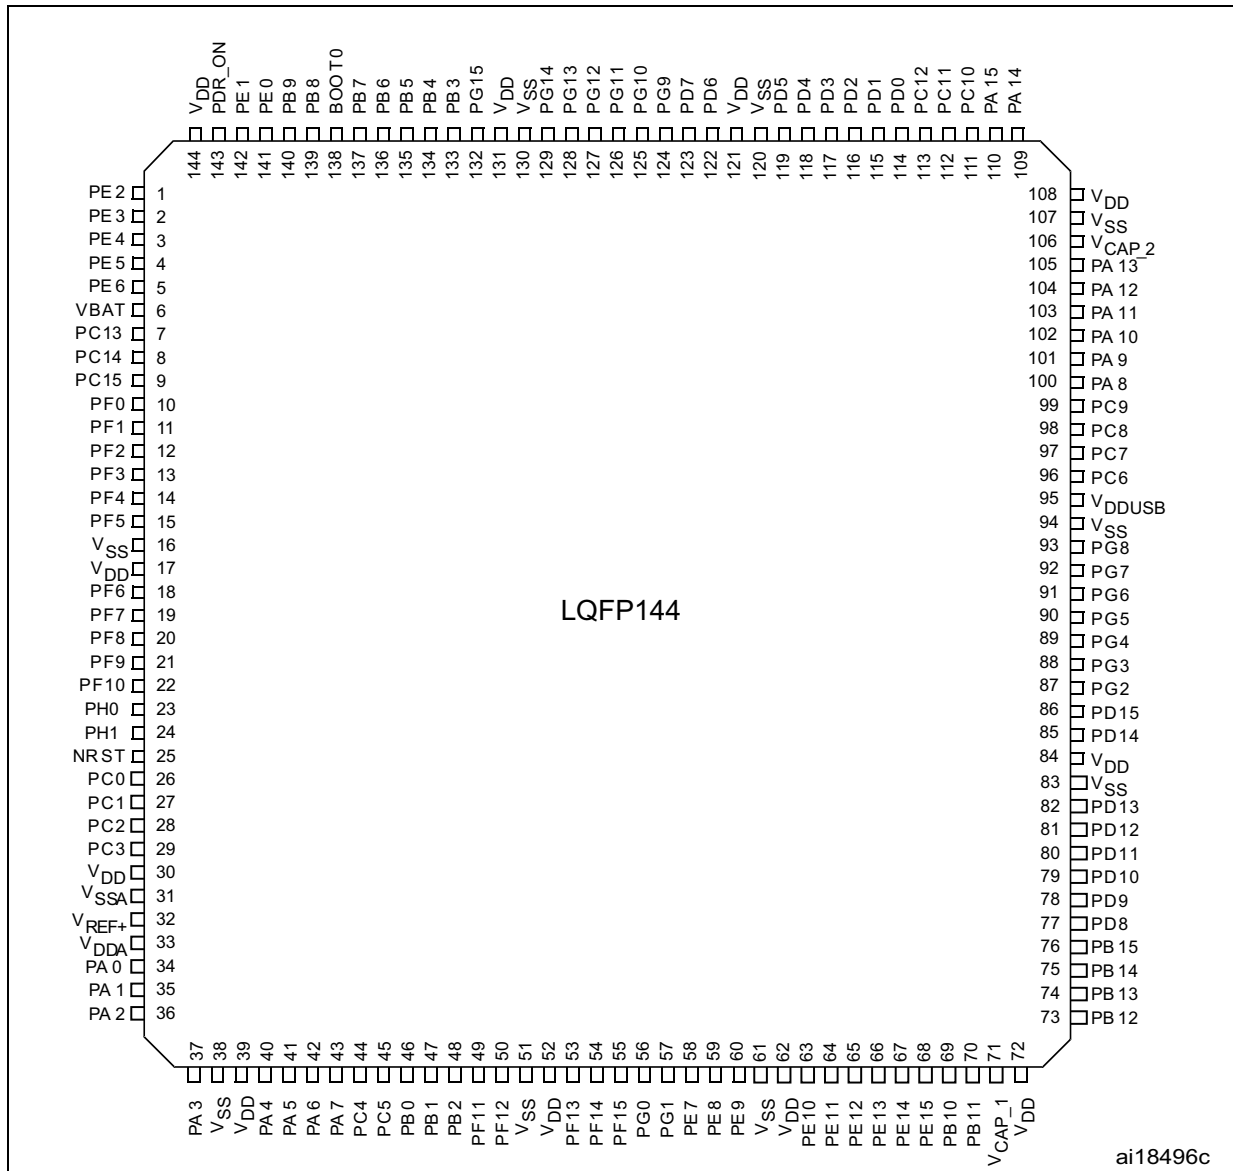 VDD PDR_ON PE1 PE0 PB9 PB8 BOOT0 PB7 PB6 PB5 PB4 PB3 PG15 VDD VSS PG14 PG13 PG12 PG11 PG10 PG9 PD7 PD6 VDD VSS PD5 PD4 PD3 PD2 PD1 PD0 PC12 PC11 PC10 PA15 PA14
144 143 142 141 140 139 138 137 136 135 134 133 132 131 130 129 128 127 126 125 124 123 122 121 120 119 118 117 116 115 114 113 112 111 110 109
PE2 1
PE3 2
PE4 3
PE5 4
PE6 5
VBAT 6
PC13 7
PC14 8
PC15 9
PF0 10
PF1 11
PF2 12
PF3 13
PF4 14
PF5 15
VSS 16
VDD 17
PF6 18
PF7 19
PF8 20
PF9 21
PF10 22
PH0 23
PH1 24
NRST 25
PC0 26
PC1 27
PC2 28
PC3 29
VDD 30
VSSA 31
VREF+ 32
VDDA 33
PA0 34
PA1 35
PA2 36
LQFP144
108 VDD
107 VSS
106 VCAP_2
105 PA13
104 PA12
103 PA11
102 PA10
101 PA9
100 PA8
99 PC9
98 PC8
97 PC7
96 PC6
95 VDDUSB
94 VSS
93 PG8
92 PG7
91 PG6
90 PG5
89 PG4
88 PG3
87 PG2
86 PD15
85 PD14
84 VDD
83 VSS
82 PD13
81 PD12
80 PD11
79 PD10
78 PD9
77 PD8
76 PB15
75 PB14
74 PB13
73 PB12
37 38 39 40 41 42 43 44 45 46 47 48 49 50 51 52 53 54 55 56 57 58 59 60 61 62 63 64 65 66 67 68 69 70 71 72
PA3 VSS VDD PA4 PA5 PA6 PA7 PC4 PC5 PB0 PB1 PB2 PF11 PF12 VSS VDD PF13 PF14 PF15 PG0 PG1 PE7 PE8 PE9 VSS VDD PE10 PE11 PE12 PE13 PE14 PE15 PB10 PB11 VCAP_1 VDD
ai18496c